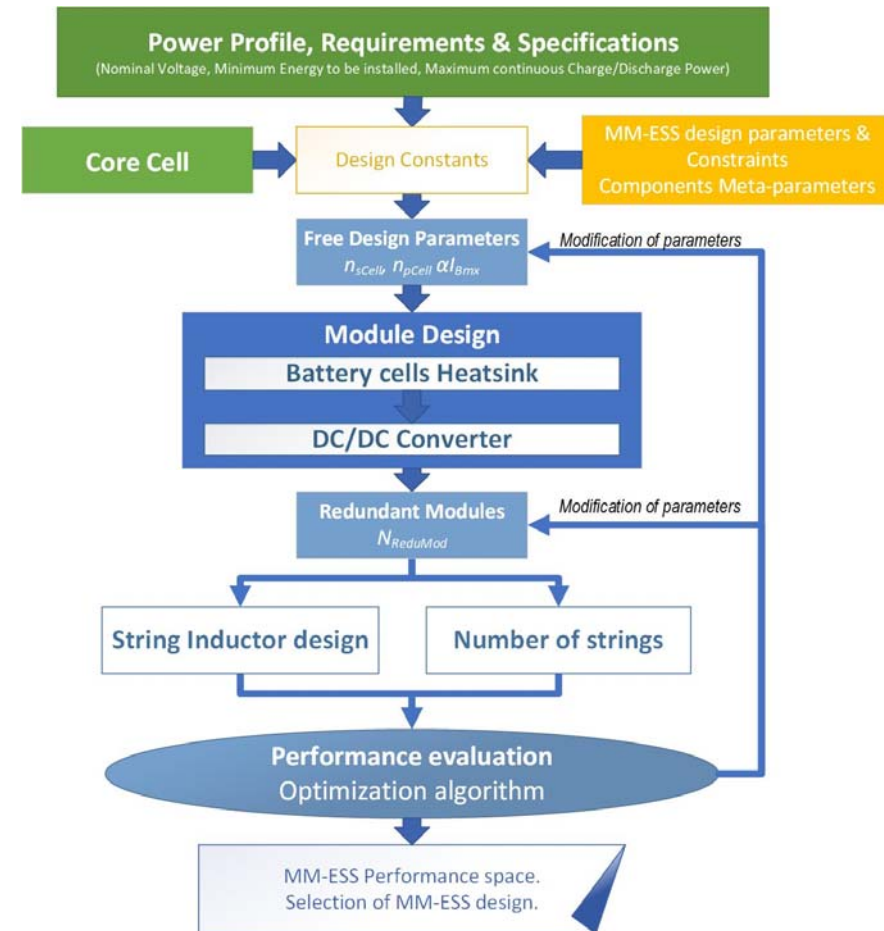 Power Profile, Requirements & Specifications
(Nominal Voltage, Minimum Energy to be installed, Maximum continuous Charge/Discharge Power)
Core Cell
Design Constants
MM-ESS design parameters &
Constraints
Components Meta-parameters
Free Design Parameters
nsCell, npCell αIBmx
Modification of parameters
Module Design
Battery cells Heatsink
DC/DC Converter
Redundant Modules
NReduMod
Modification of parameters
String Inductor design
Number of strings
Performance evaluation
Optimization algorithm
MM-ESS Performance space.
Selection of MM-ESS design.